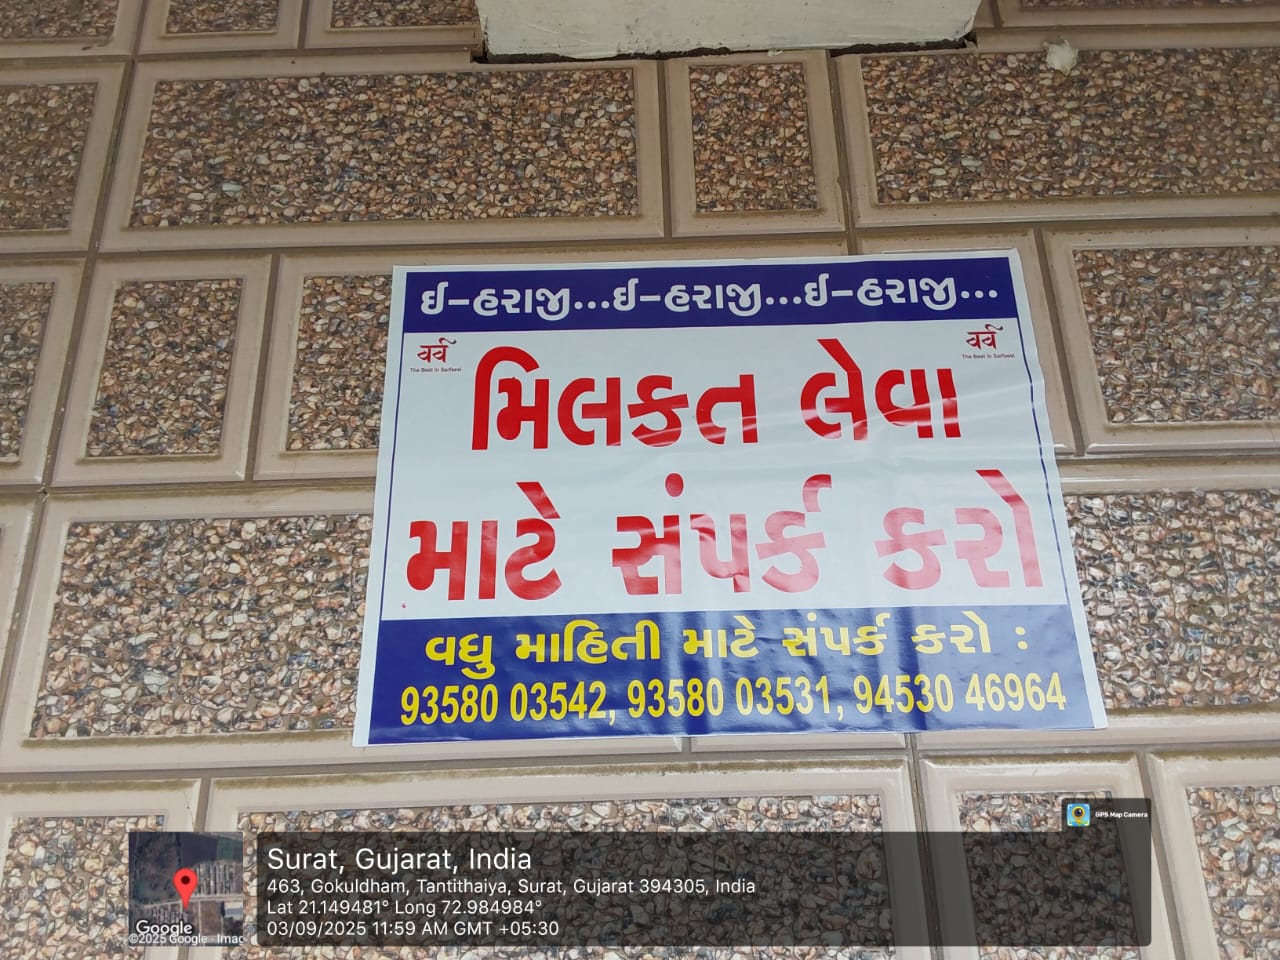 ઈ-હરાજી...ઈ-હરાજી...ઈ-હરાજી...
વર્વ
The Best in Sarfaesi
વર્વ
The Best in Sarfaesi
મિલકત લેવા
માટે સંપર્ક કરો
વધુ માહિતી માટે સંપર્ક કરો :
93580 03542, 93580 03531, 94530 46964
GPS Map Camera
Surat, Gujarat, India
463, Gokuldham, Tantithaiya, Surat, Gujarat 394305, India
Lat 21.149481° Long 72.984984°
03/09/2025 11:59 AM GMT +05:30
Google
©2025 Google - Imag